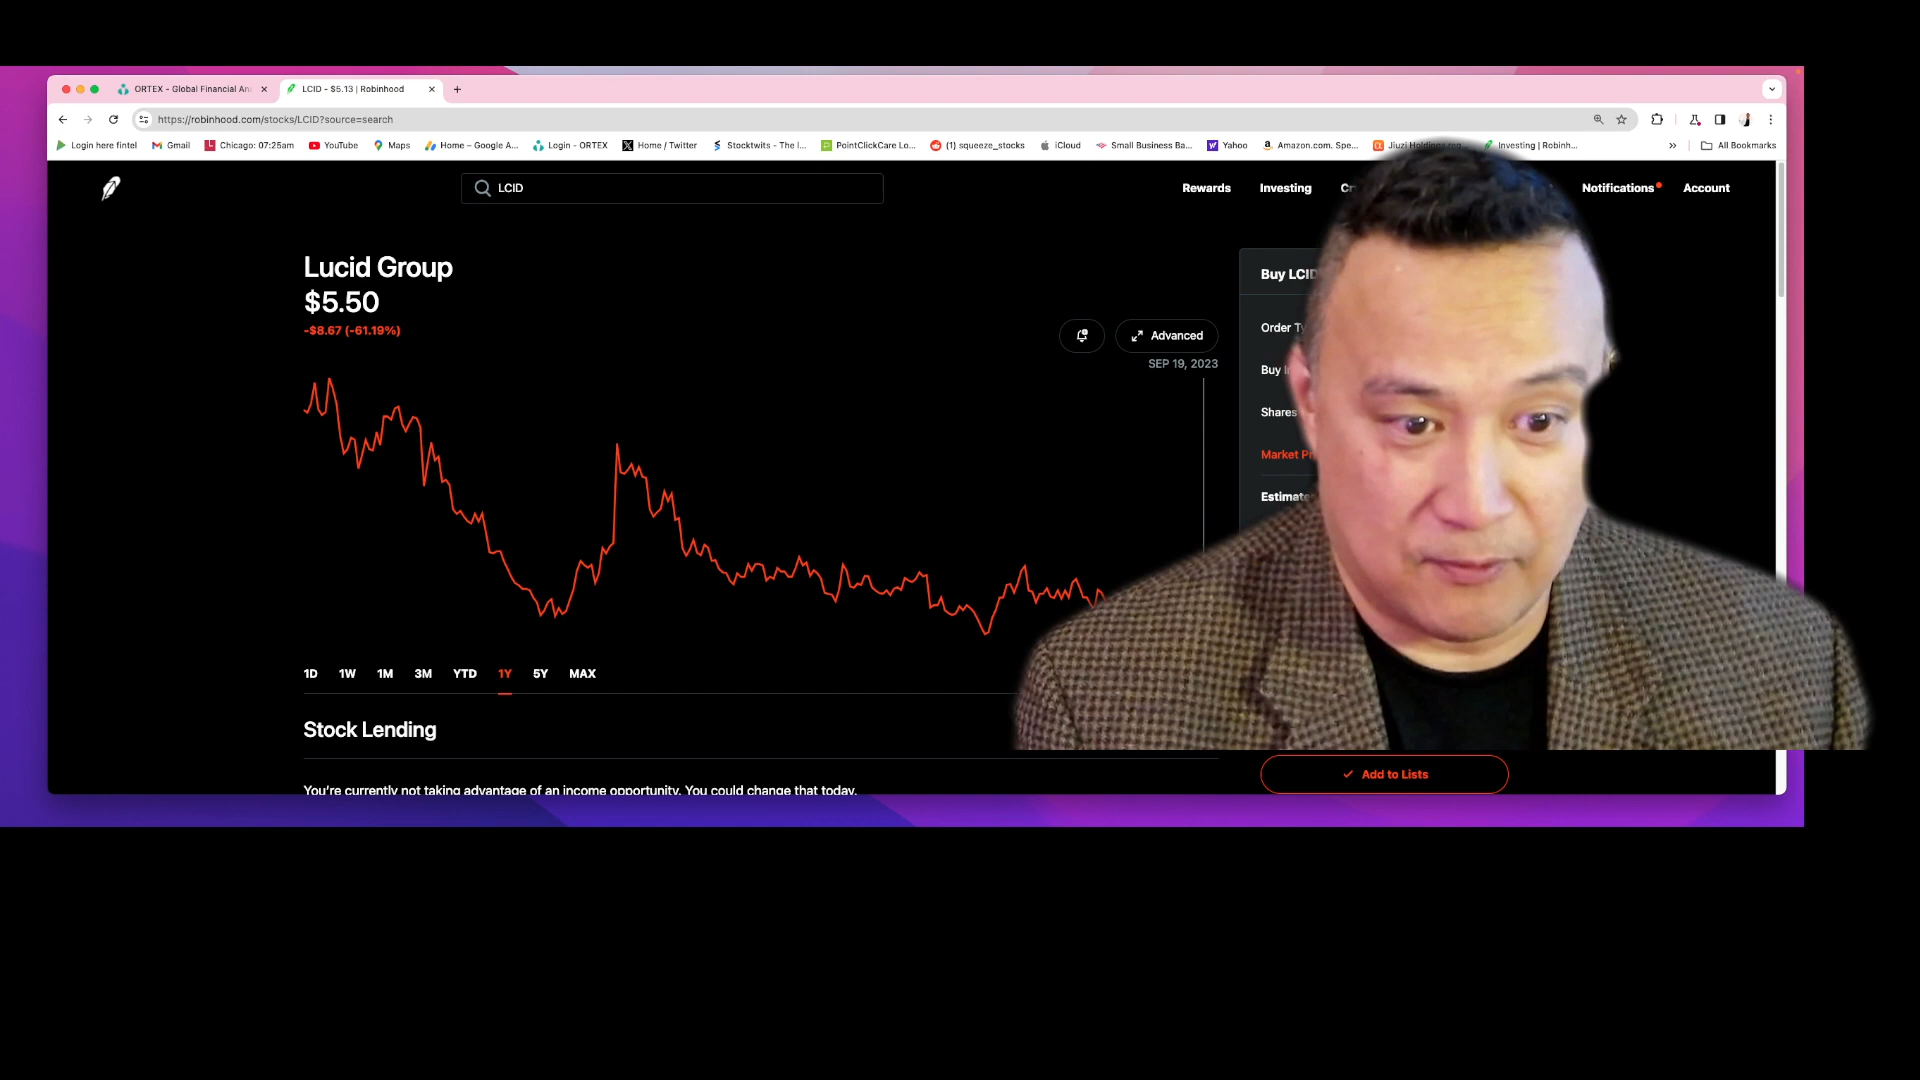 ORTEX - Global Financial An
LCID - $5.13 | Robinhood
https://robinhood.com/stocks/LCID?source=search
Login here fintel
Gmail
Chicago: 07:25am
YouTube
Maps
Home – Google A...
Login - ORTEX
Home / Twitter
Stocktwits - The l...
PointClickCare Lo...
(1) squeeze_stocks
iCloud
Small Business Ba...
Yahoo
Amazon.com. Spe...
Jiuzi Holdings
Investing | Robinh...
»
All Bookmarks
LCID
Rewards
Investing
Notifications
Account
Lucid Group
$5.50
-$8.67 (-61.19%)
Advanced
SEP 19, 2023
Buy LCID
Order
Buy
Shares
Market
1D 1W 1M 3M YTD 1Y 5Y MAX
Stock Lending
You're currently not taking advantage of an income opportunity. You could change that today.
Add to Lists